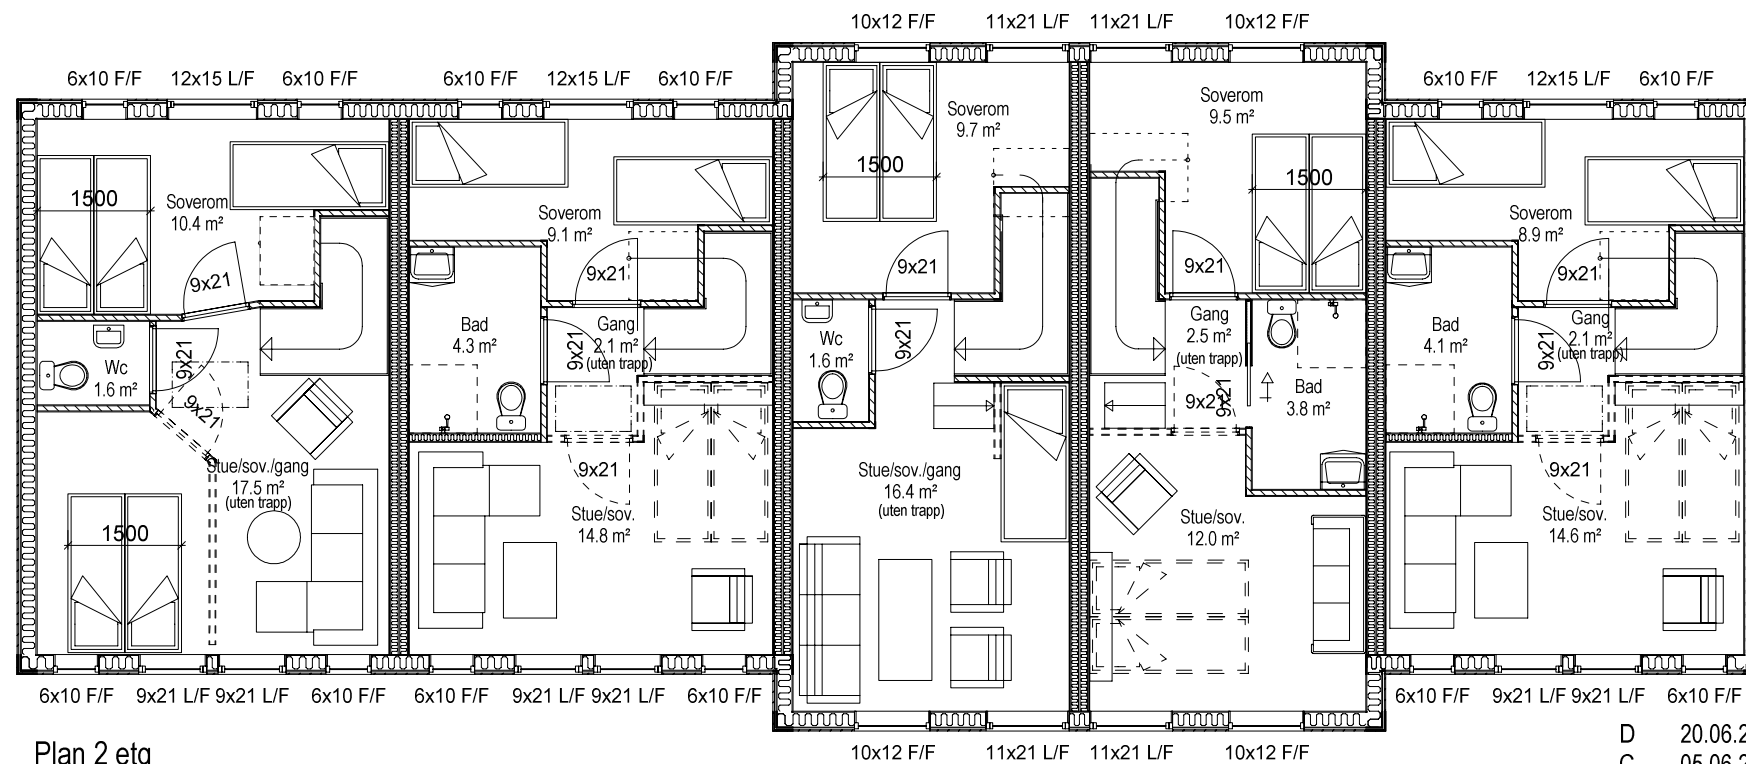 10x12 F/F 11x21 L/F 11x21 L/F 10x12 F/F
6x10 F/F 12x15 L/F 6x10 F/F 6x10 F/F 12x15 L/F 6x10 F/F 6x10 F/F 12x15 L/F 6x10 F/F
Soverom
10.4 m²
1500
9x21
Wc
1.6 m²
9x21
9x21
Stue/sov./gang
17.5 m²
(uten trapp)
1500
Soverom
9.1 m²
9x21
Bad
4.3 m²
Gang
2.1 m²
(uten trapp)
9x21
9x21
Stue/sov.
14.8 m²
Soverom
9.7 m²
1500
9x21
Wc
1.6 m²
9x21
Stue/sov./gang
16.4 m²
(uten trapp)
Soverom
9.5 m²
1500
9x21
Gang
2.5 m²
(uten trapp)
9x21
9x21
Bad
3.8 m²
Stue/sov.
12.0 m²
Soverom
8.9 m²
9x21
Bad
4.1 m²
Gang
2.1 m²
(uten trapp)
9x21
9x21
Stue/sov.
14.6 m²
6x10 F/F 9x21 L/F 9x21 L/F 6x10 F/F 6x10 F/F 9x21 L/F 9x21 L/F 6x10 F/F 6x10 F/F 9x21 L/F 9x21 L/F 6x10 F/F
10x12 F/F 11x21 L/F 11x21 L/F 10x12 F/F
Plan 2 etg
D 20.06.2
C 05.06.2